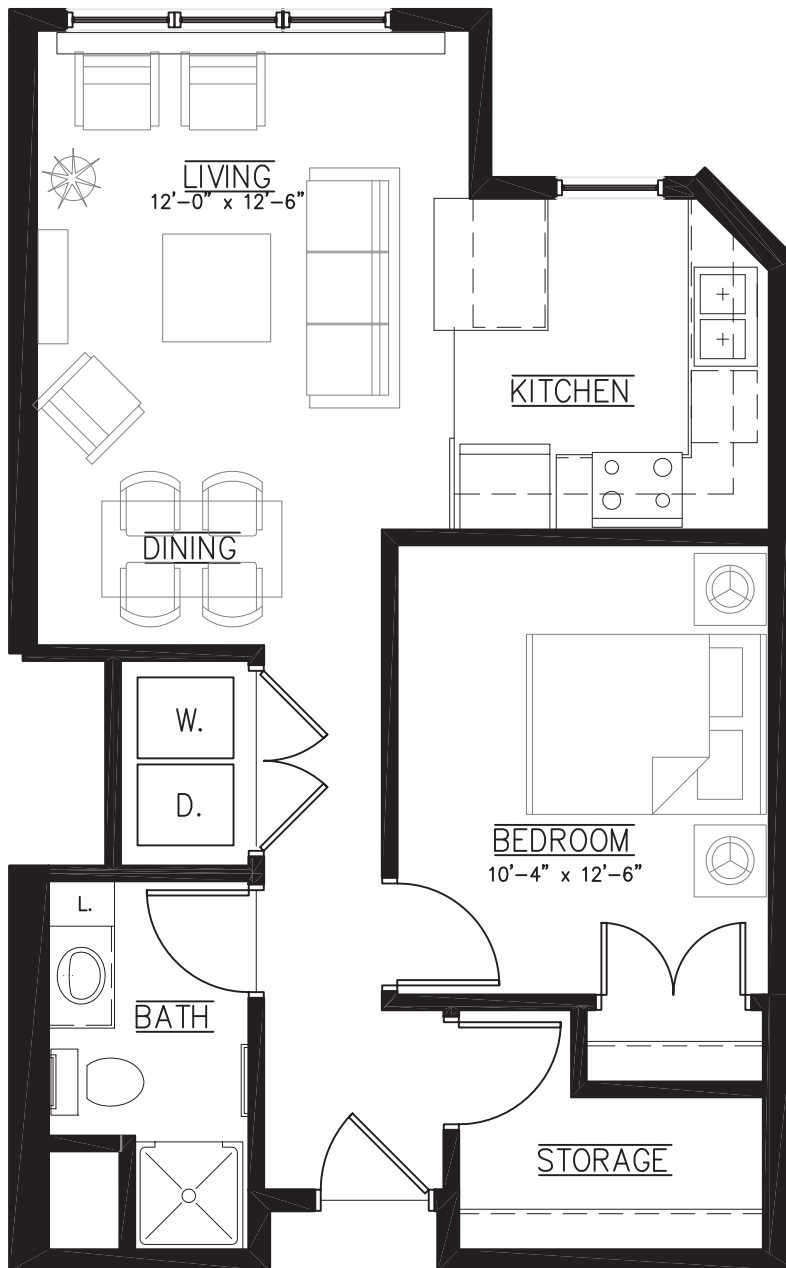 LIVING
12'-0" x 12'-6"
KITCHEN
DINING
W.
D.
BEDROOM
10'-4" x 12'-6"
L.
BATH
STORAGE